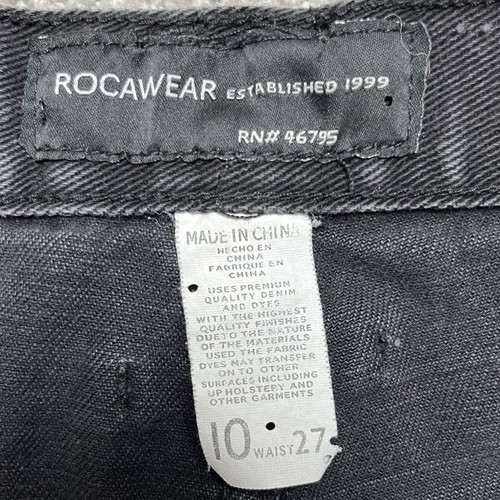 ROCAWEAR ESTABLISHED 1999
RN# 46795
MADE IN CHINA
HECHO EN
CHINA
FABRIQUE EN
CHINA
USES PREMIUM
QUALITY DENIM
AND DYES
WITH THE HIGHEST
QUALITY FINISHES
DUE TO THE NATURE
OF THE MATERIALS
USED THE FABRIC
DYES MAY TRANSFER
ON TO OTHER
SURFACES INCLUDING
UP HOLSTERY AND
OTHER GARMENTS
10 WAIST 27